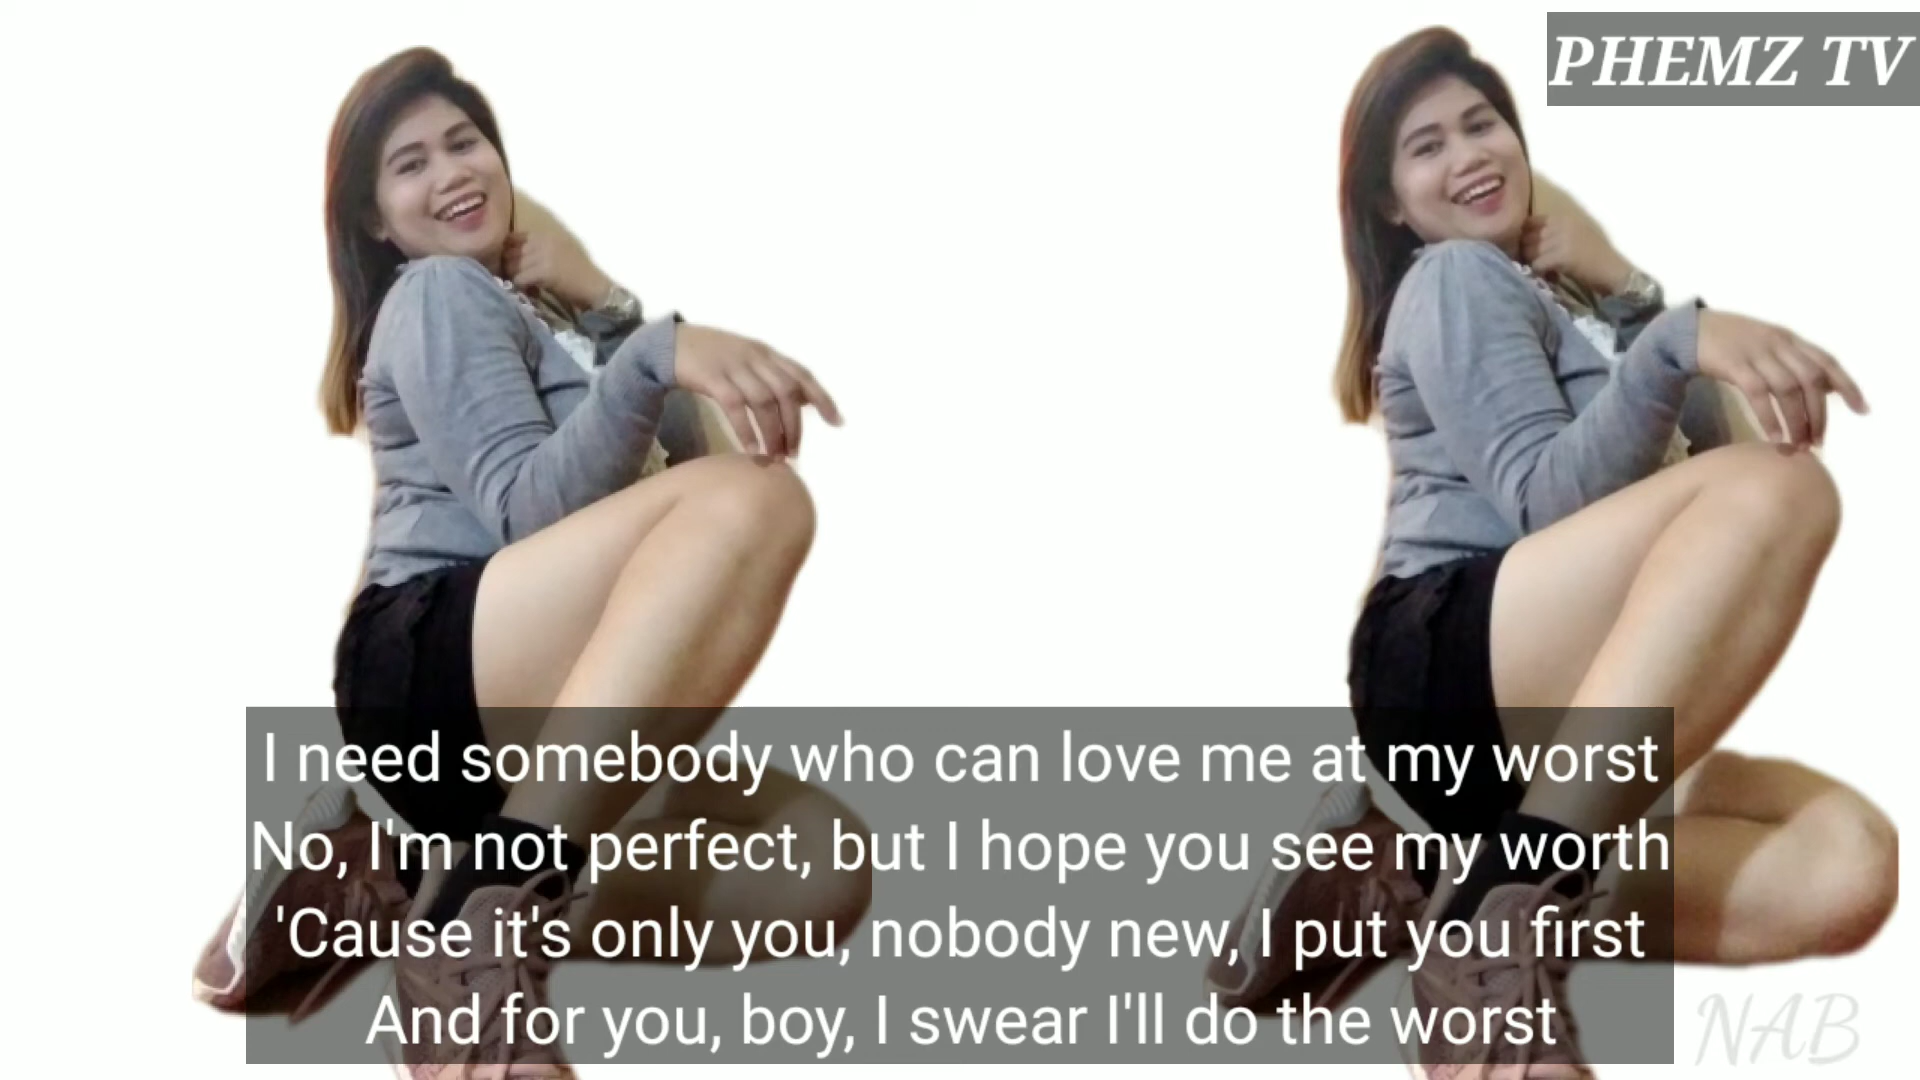 PHEMZ TV
I need somebody who can love me at my worst
No, I'm not perfect, but I hope you see my worth
'Cause it's only you, nobody new, I put you first
And for you, boy, I swear I'll do the worst
NAB